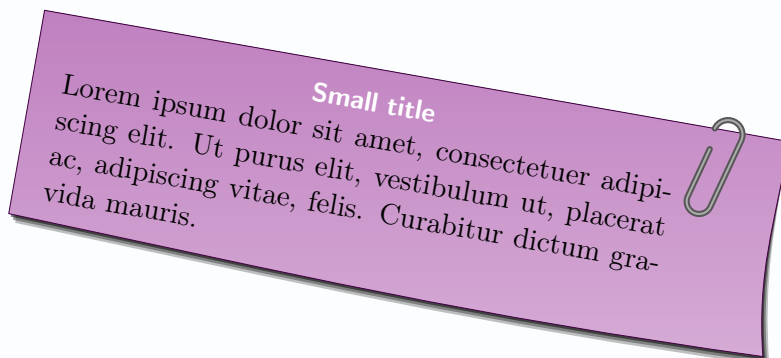 Small title
Lorem ipsum dolor sit amet, consectetuer adipi-
scing elit. Ut purus elit, vestibulum ut, placerat
ac, adipiscing vitae, felis. Curabitur dictum gra-
vida mauris.